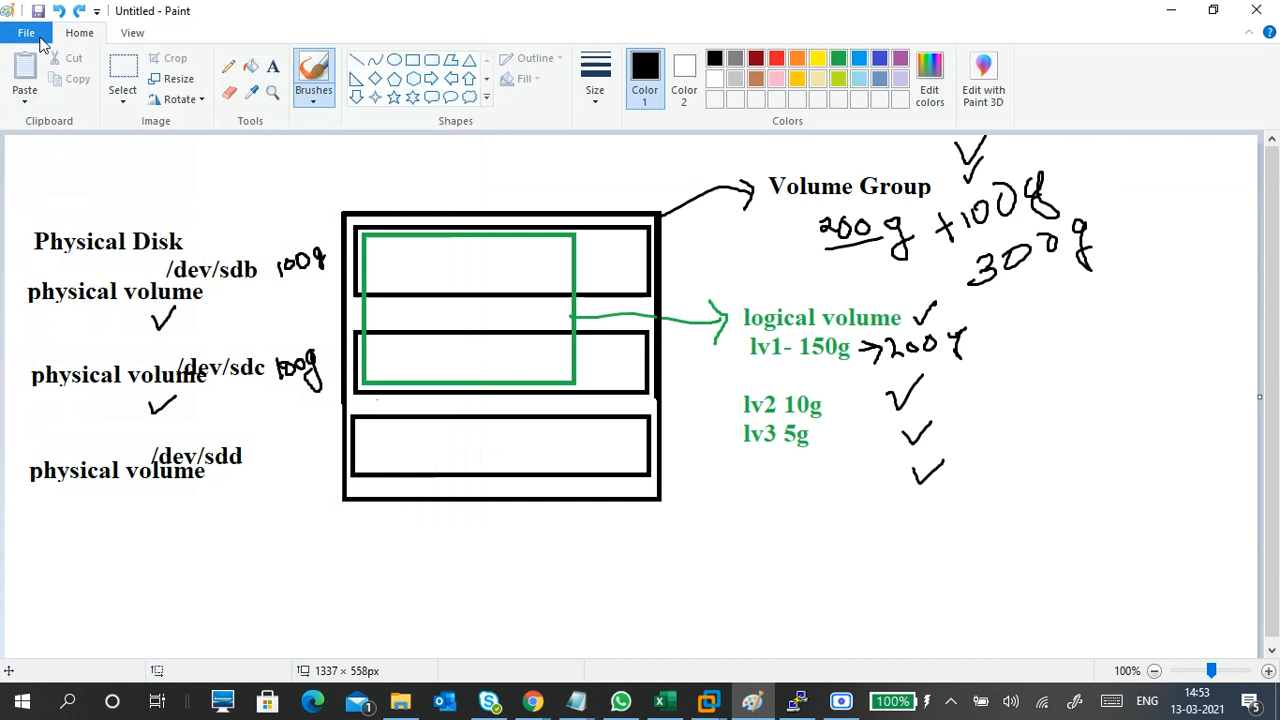 Untitled - Paint
File
Home
View
Paste
Cut
Copy
Clipboard
Select
Crop
Resize
Rotate
Image
Tools
Brushes
Outline
Fill
Shapes
Size
Color 1
Color 2
Edit colors
Colors
Edit with Paint 3D
Volume Group
200g +100g
300g
Physical Disk
/dev/sdb 100g
physical volume
logical volume
lv1- 150g → 200g
/dev/sdc 100g
physical volume
lv2 10g
lv3 5g
/dev/sdd
physical volume
1337 × 558px
100%
1
100%
ENG
14:53
13-03-2021
5